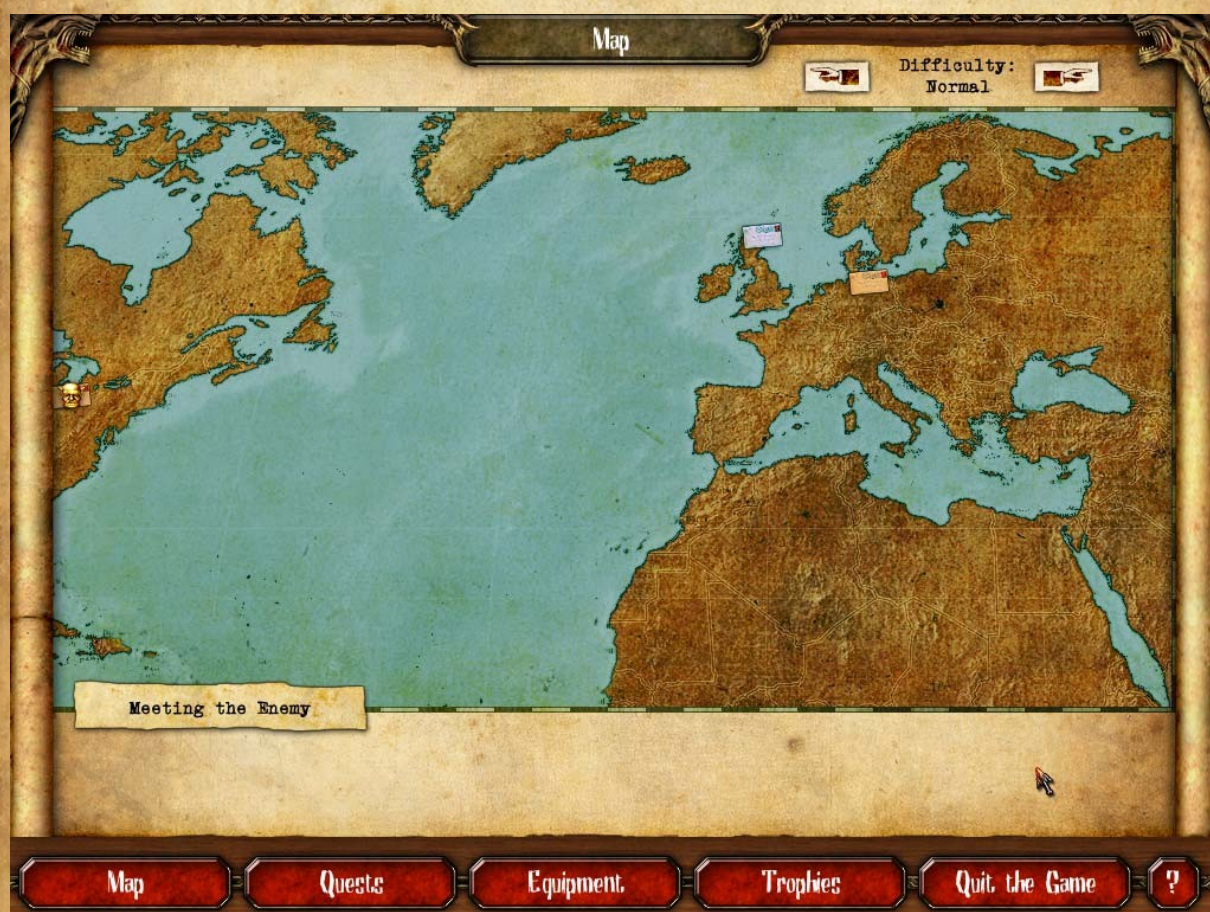 Map
Difficulty:
Normal
Meeting the Enemy
Map
Quests
Equipment
Trophies
Quit the Game
?